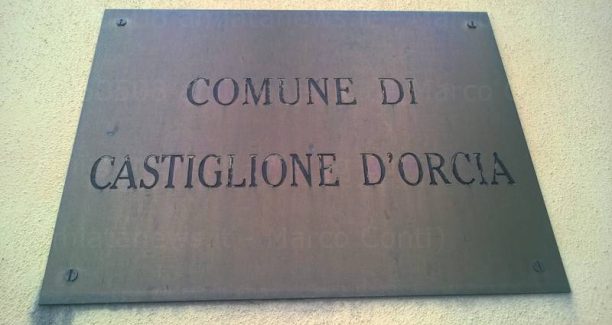 COMUNE DI
CASTIGLIONE D'ORCIA